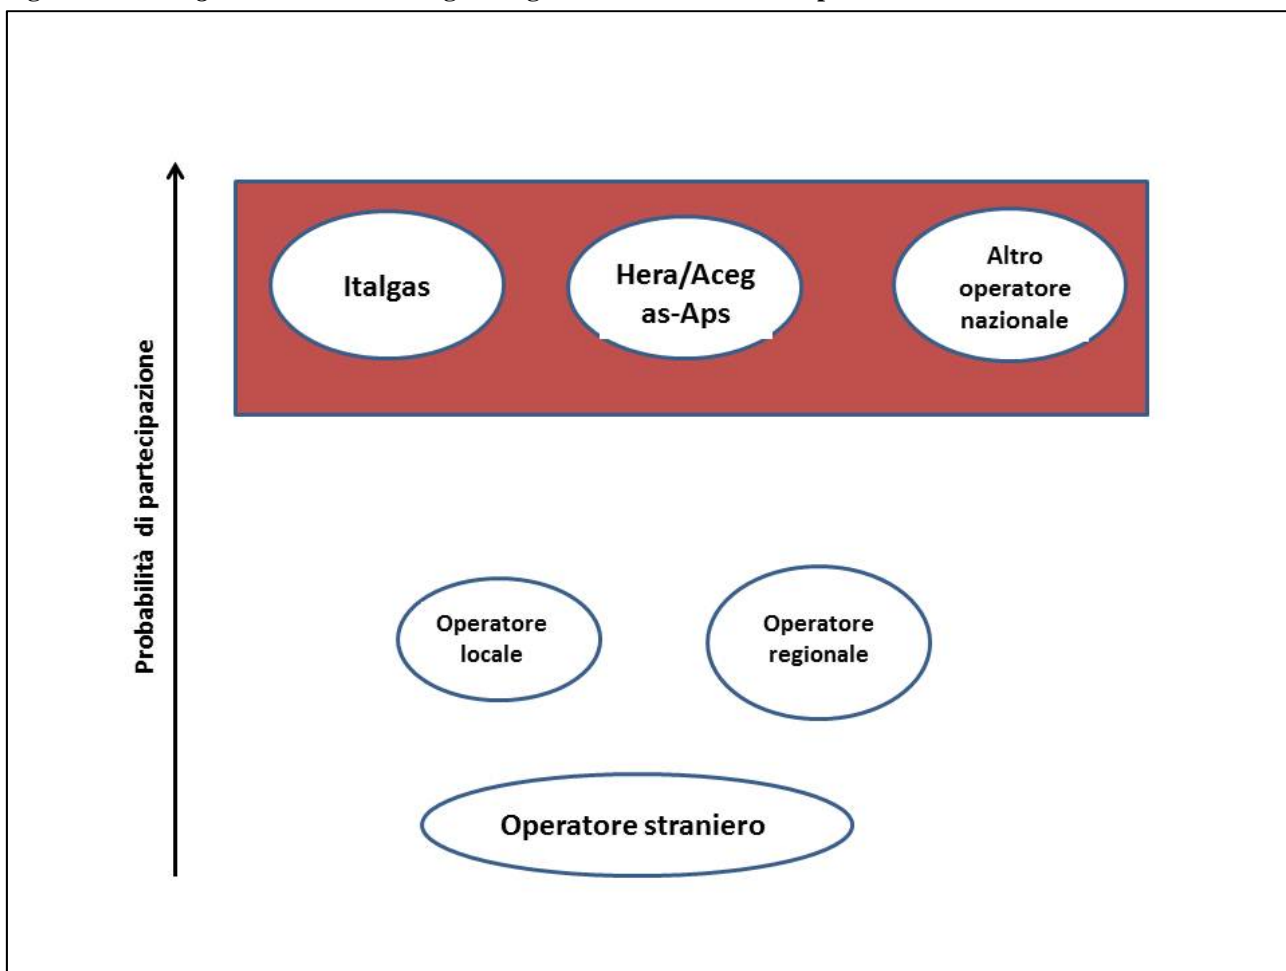 Probabilità di partecipazione
Italgas
Hera/Aceg
as-Aps
Altro
operatore
nazionale
Operatore
locale
Operatore
regionale
Operatore straniero